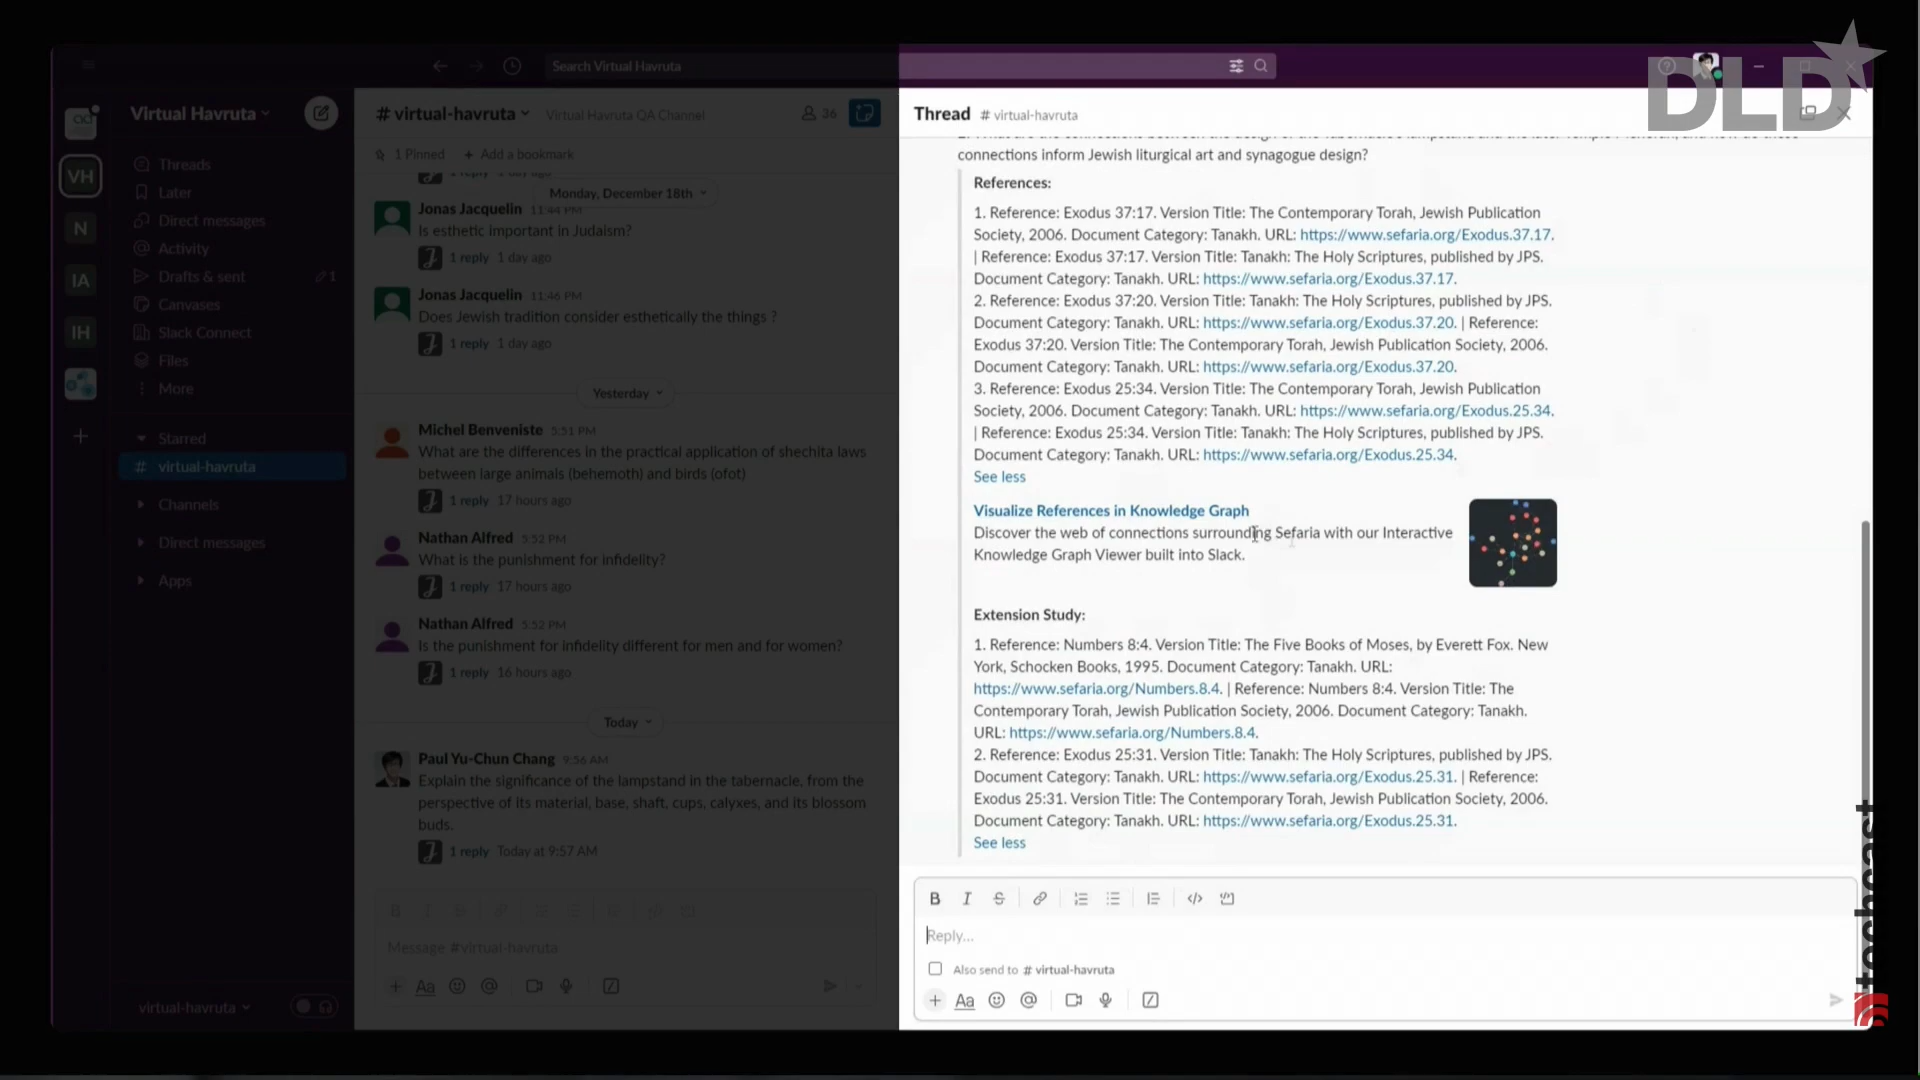 DLD
Search Virtual Havruta
Virtual Havruta
VH
N
IA
IH
Threads
Later
Direct messages
Activity
Drafts & sent 1
Canvases
Slack Connect
Files
More
Starred
# virtual-havruta
Channels
Direct messages
Apps
virtual-havruta
# virtual-havruta
Virtual Havruta QA Channel
36
1 Pinned + Add a bookmark
1 reply 1 day ago
Monday, December 18th
Jonas Jacquelin 11:44 PM
Is esthetic important in Judaism?
1 reply 1 day ago
Jonas Jacquelin 11:46 PM
Does Jewish tradition consider esthetically the things ?
1 reply 1 day ago
Yesterday
Michel Benveniste 5:51 PM
What are the differences in the practical application of shechita laws
between large animals (behemoth) and birds (ofot)
1 reply 17 hours ago
Nathan Alfred 5:52 PM
What is the punishment for infidelity?
1 reply 17 hours ago
Nathan Alfred 5:52 PM
Is the punishment for infidelity different for men and for women?
1 reply 16 hours ago
Today
Paul Yu-Chun Chang 9:56 AM
Explain the significance of the lampstand in the tabernacle, from the
perspective of its material, base, shaft, cups, calyxes, and its blossom
buds.
1 reply Today at 9:57 AM
Message #virtual-havruta
Thread # virtual-havruta
connections inform Jewish liturgical art and synagogue design?
References:
1. Reference: Exodus 37:17. Version Title: The Contemporary Torah, Jewish Publication
Society, 2006. Document Category: Tanakh. URL: https://www.sefaria.org/Exodus.37.17.
| Reference: Exodus 37:17. Version Title: Tanakh: The Holy Scriptures, published by JPS.
Document Category: Tanakh. URL: https://www.sefaria.org/Exodus.37.17.
2. Reference: Exodus 37:20. Version Title: Tanakh: The Holy Scriptures, published by JPS.
Document Category: Tanakh. URL: https://www.sefaria.org/Exodus.37.20. | Reference:
Exodus 37:20. Version Title: The Contemporary Torah, Jewish Publication Society, 2006.
Document Category: Tanakh. URL: https://www.sefaria.org/Exodus.37.20.
3. Reference: Exodus 25:34. Version Title: The Contemporary Torah, Jewish Publication
Society, 2006. Document Category: Tanakh. URL: https://www.sefaria.org/Exodus.25.34.
| Reference: Exodus 25:34. Version Title: Tanakh: The Holy Scriptures, published by JPS.
Document Category: Tanakh. URL: https://www.sefaria.org/Exodus.25.34.
See less
Visualize References in Knowledge Graph
Discover the web of connections surrounding Sefaria with our Interactive
Knowledge Graph Viewer built into Slack.
Extension Study:
1. Reference: Numbers 8:4. Version Title: The Five Books of Moses, by Everett Fox. New
York, Schocken Books, 1995. Document Category: Tanakh. URL:
https://www.sefaria.org/Numbers.8.4. | Reference: Numbers 8:4. Version Title: The
Contemporary Torah, Jewish Publication Society, 2006. Document Category: Tanakh.
URL: https://www.sefaria.org/Numbers.8.4.
2. Reference: Exodus 25:31. Version Title: Tanakh: The Holy Scriptures, published by JPS.
Document Category: Tanakh. URL: https://www.sefaria.org/Exodus.25.31. | Reference:
Exodus 25:31. Version Title: The Contemporary Torah, Jewish Publication Society, 2006.
Document Category: Tanakh. URL: https://www.sefaria.org/Exodus.25.31.
See less
B I S
Reply...
Also send to # virtual-havruta
Aa
techcast